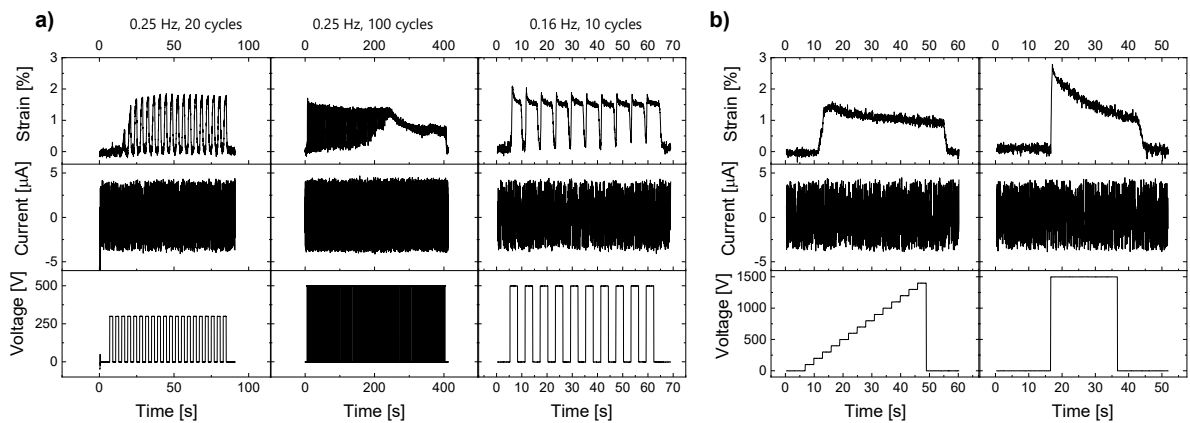 a)
0.25 Hz, 20 cycles 0.25 Hz, 100 cycles 0.16 Hz, 10 cycles
0 50 100 0 200 400 0 10 20 30 40 50 60 70
3
2
1
0
Strain [%]
5
0
-5
Current [µA]
500
250
0
Voltage [V]
0 50 100 0 200 400 0 10 20 30 40 50 60 70
Time [s] Time [s] Time [s]
b)
0 10 20 30 40 50 60 0 10 20 30 40 50
3
2
1
0
Strain [%]
5
0
-5
Current [µA]
1500
1000
500
0
Voltage [V]
0 10 20 30 40 50 60 0 10 20 30 40 50
Time [s] Time [s]